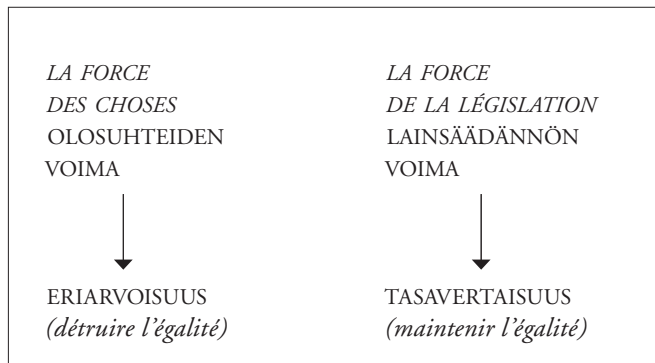 LA FORCE
DES CHOSES
OLOSUHTEIDEN
VOIMA
ERIARVOISUUS
(détruire l'égalité)
LA FORCE
DE LA LÉGISLATION
LAINSÄÄDÄNNÖN
VOIMA
TASAVERTAISUUS
(maintenir l'égalité)